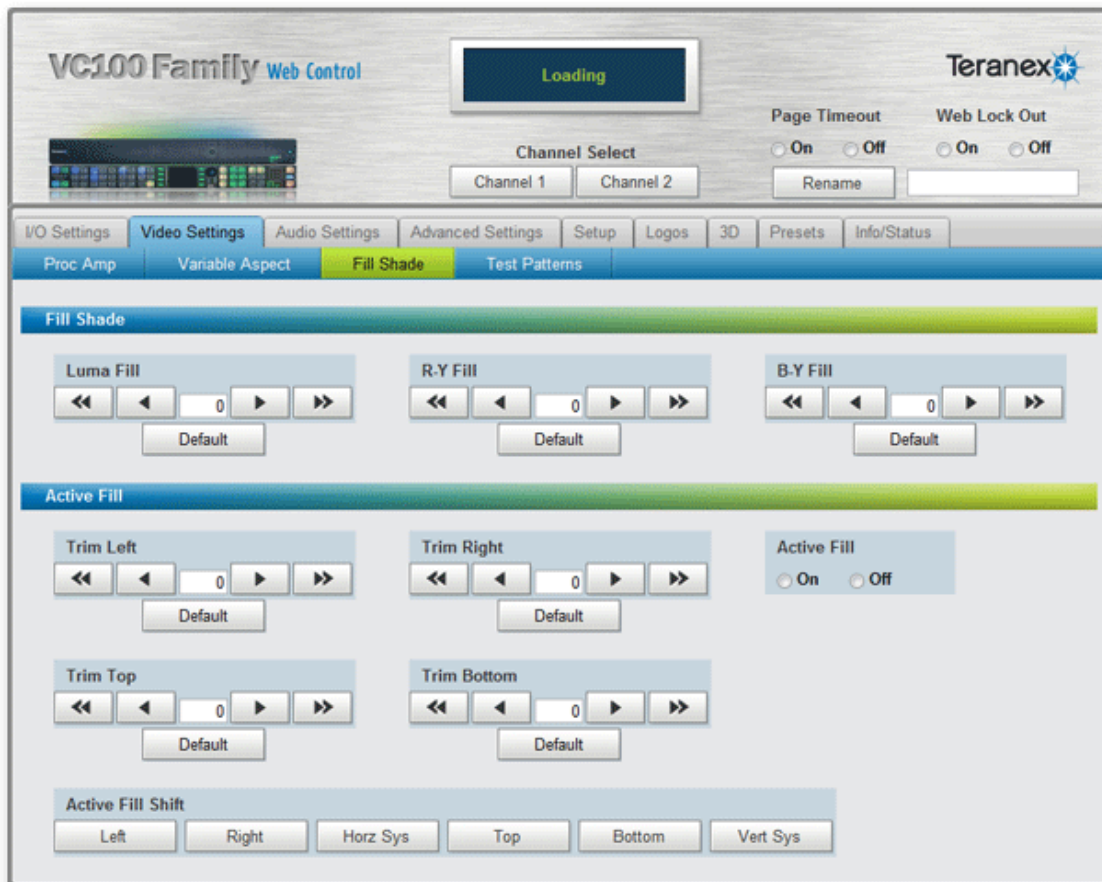 VC100 Family Web Control
Loading
Teranex
Page Timeout
Web Lock Out
On Off
On Off
Channel Select
Channel 1 Channel 2
Rename
I/O Settings Video Settings Audio Settings Advanced Settings Setup Logos 3D Presets Info/Status
Proc Amp Variable Aspect Fill Shade Test Patterns
Fill Shade
Luma Fill R-Y Fill B-Y Fill
0 0 0
Default Default Default
Active Fill
Trim Left Trim Right Active Fill
0 0 On Off
Default Default
Trim Top Trim Bottom
0 0
Default Default
Active Fill Shift
Left Right Horz Sys Top Bottom Vert Sys